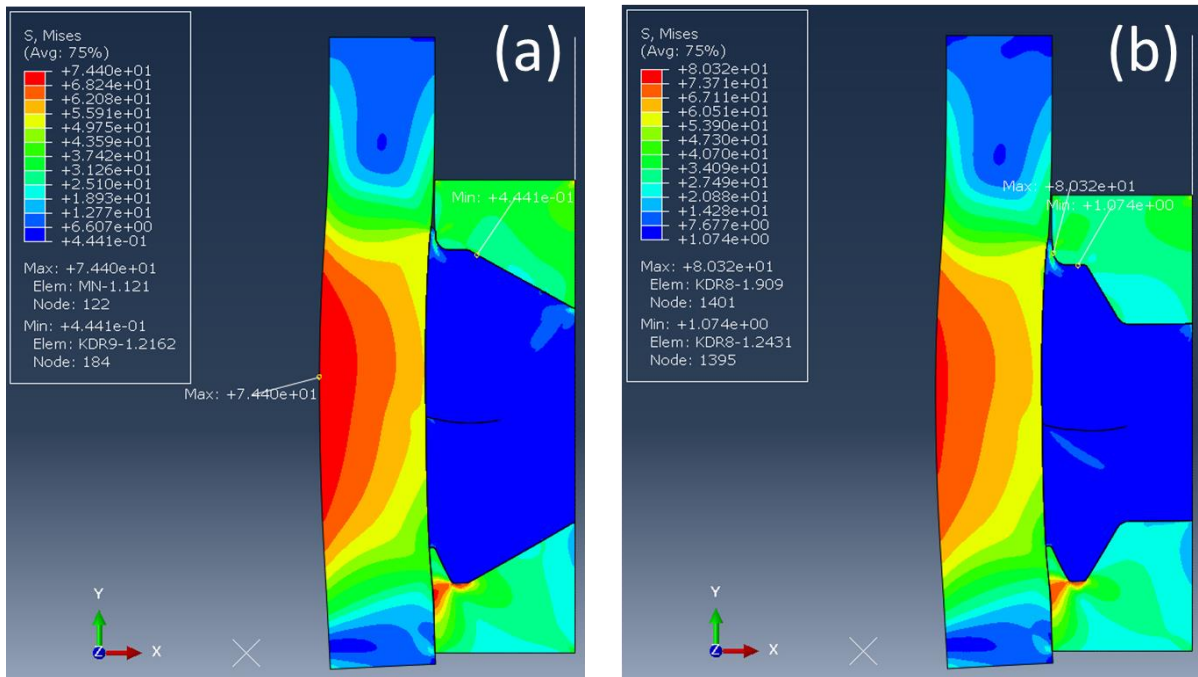 (a)
S, Mises
(Avg: 75%)
+7.440e+01
+6.824e+01
+6.208e+01
+5.591e+01
+4.975e+01
+4.359e+01
+3.742e+01
+3.126e+01
+2.510e+01
+1.893e+01
+1.277e+01
+6.607e+00
+4.441e-01
Max: +7.440e+01
Elem: MN-1.121
Node: 122
Min: +4.441e-01
Elem: KDR9-1.2162
Node: 184
Min: +4.441e-01
Max: +7.440e+01
Y
Z
X
(b)
S, Mises
(Avg: 75%)
+8.032e+01
+7.371e+01
+6.711e+01
+6.051e+01
+5.390e+01
+4.730e+01
+4.070e+01
+3.409e+01
+2.749e+01
+2.088e+01
+1.428e+01
+7.677e+00
+1.074e+00
Max: +8.032e+01
Elem: KDR8-1.909
Node: 1401
Min: +1.074e+00
Elem: KDR8-1.2431
Node: 1395
Max: +8.032e+01
Min: +1.074e+00
Y
Z
X